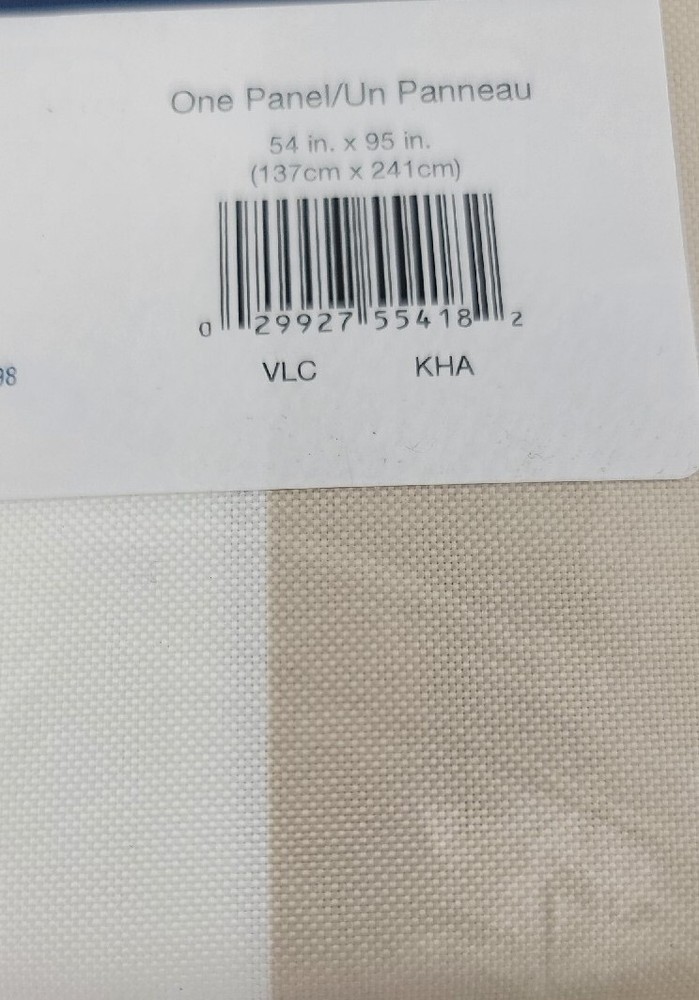 One Panel/Un Panneau
54 in. x 95 in.
(137cm x 241cm)
0 29927 55418 2
VLC KHA
98